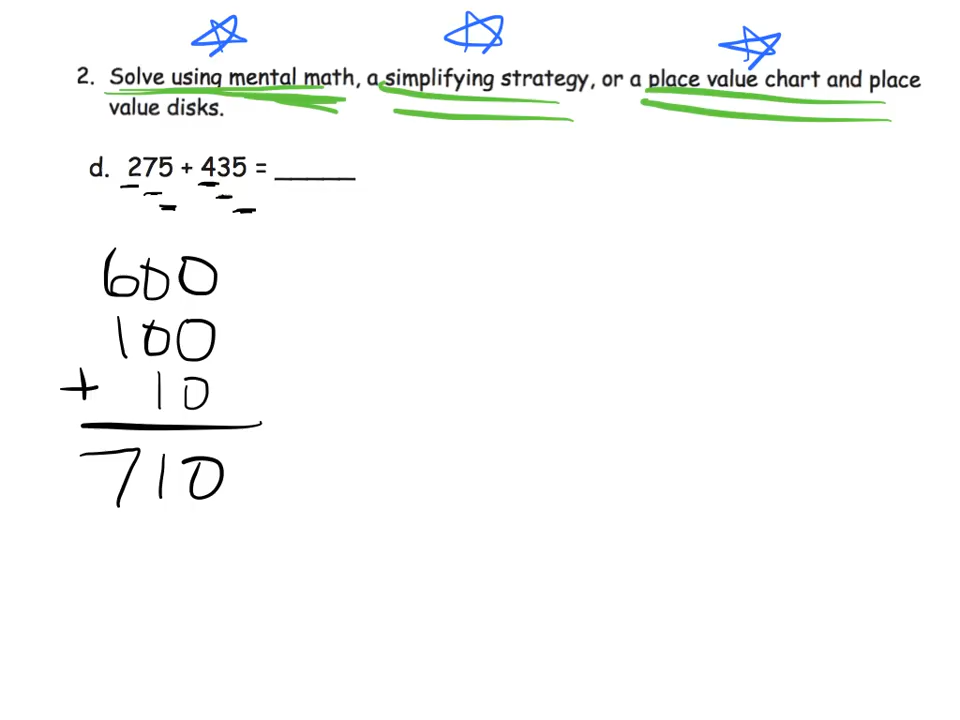 2. Solve using mental math, a simplifying strategy, or a place value chart and place
value disks.
d. 275 + 435 = _____
600
100
+ 10
710